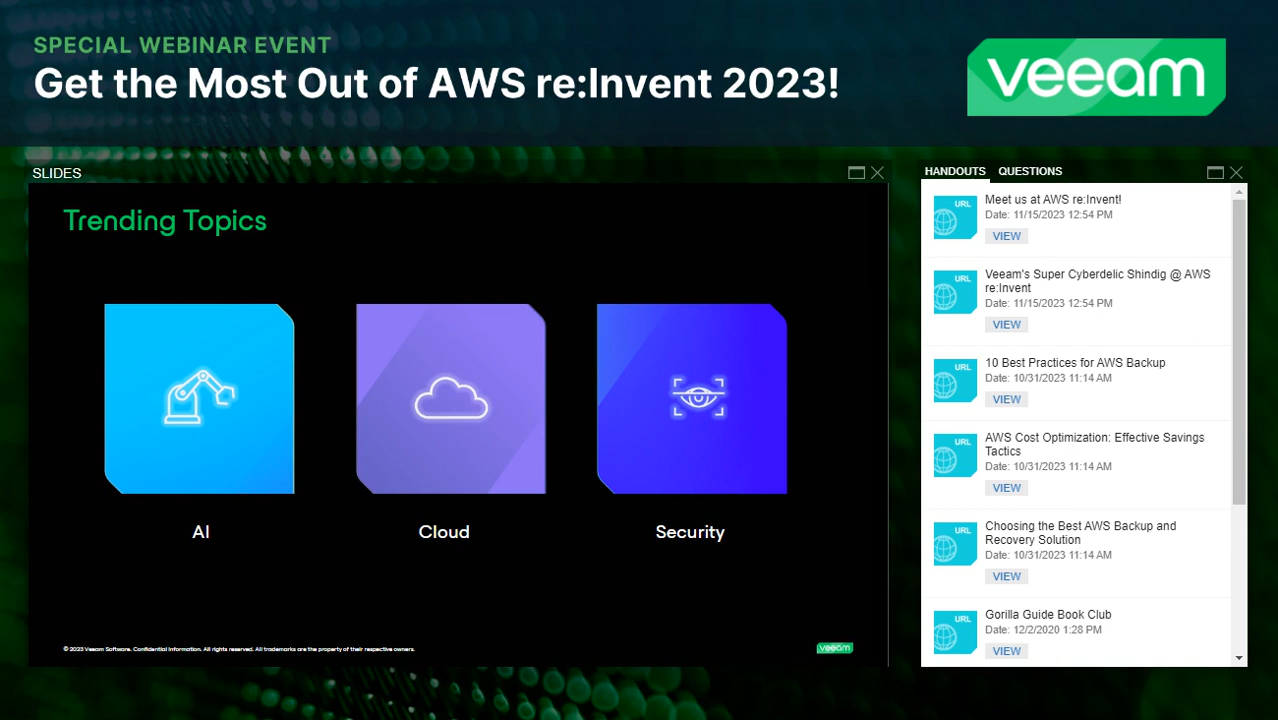 SPECIAL WEBINAR EVENT
Get the Most Out of AWS re:Invent 2023!
veeam
SLIDES
Trending Topics
AI
Cloud
Security
© 2023 Veeam Software. Confidential information. All rights reserved. All trademarks are the property of their respective owners.
veeam
HANDOUTS QUESTIONS
URL
Meet us at AWS re:Invent!
Date: 11/15/2023 12:54 PM
VIEW
URL
Veeam's Super Cyberdelic Shindig @ AWS
re:Invent
Date: 11/15/2023 12:54 PM
VIEW
URL
10 Best Practices for AWS Backup
Date: 10/31/2023 11:14 AM
VIEW
URL
AWS Cost Optimization: Effective Savings
Tactics
Date: 10/31/2023 11:14 AM
VIEW
URL
Choosing the Best AWS Backup and
Recovery Solution
Date: 10/31/2023 11:14 AM
VIEW
URL
Gorilla Guide Book Club
Date: 12/2/2020 1:28 PM
VIEW